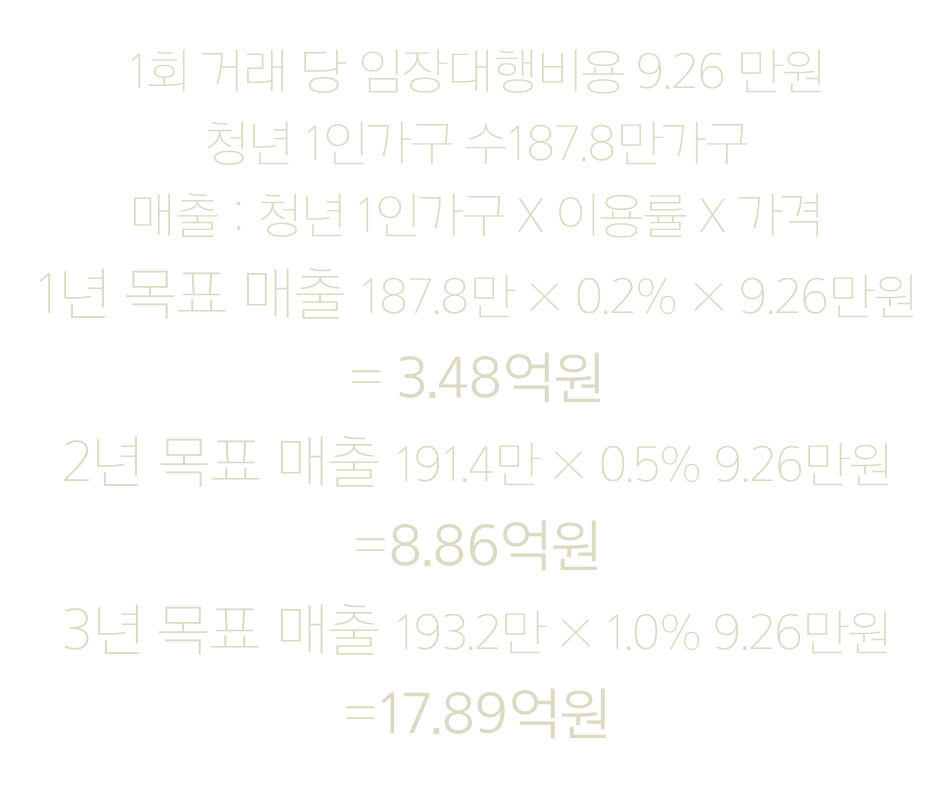 1회 거래 당 임장대행비용 9.26 만원
청년 1인가구 수187.8만가구
매출 : 청년 1인가구 X 이용률 X 가격
1년 목표 매출 187.8만 × 0.2% × 9.26만원
= 3.48억원
2년 목표 매출 191.4만 × 0.5% 9.26만원
=8.86억원
3년 목표 매출 193.2만 × 1.0% 9.26만원
=17.89억원